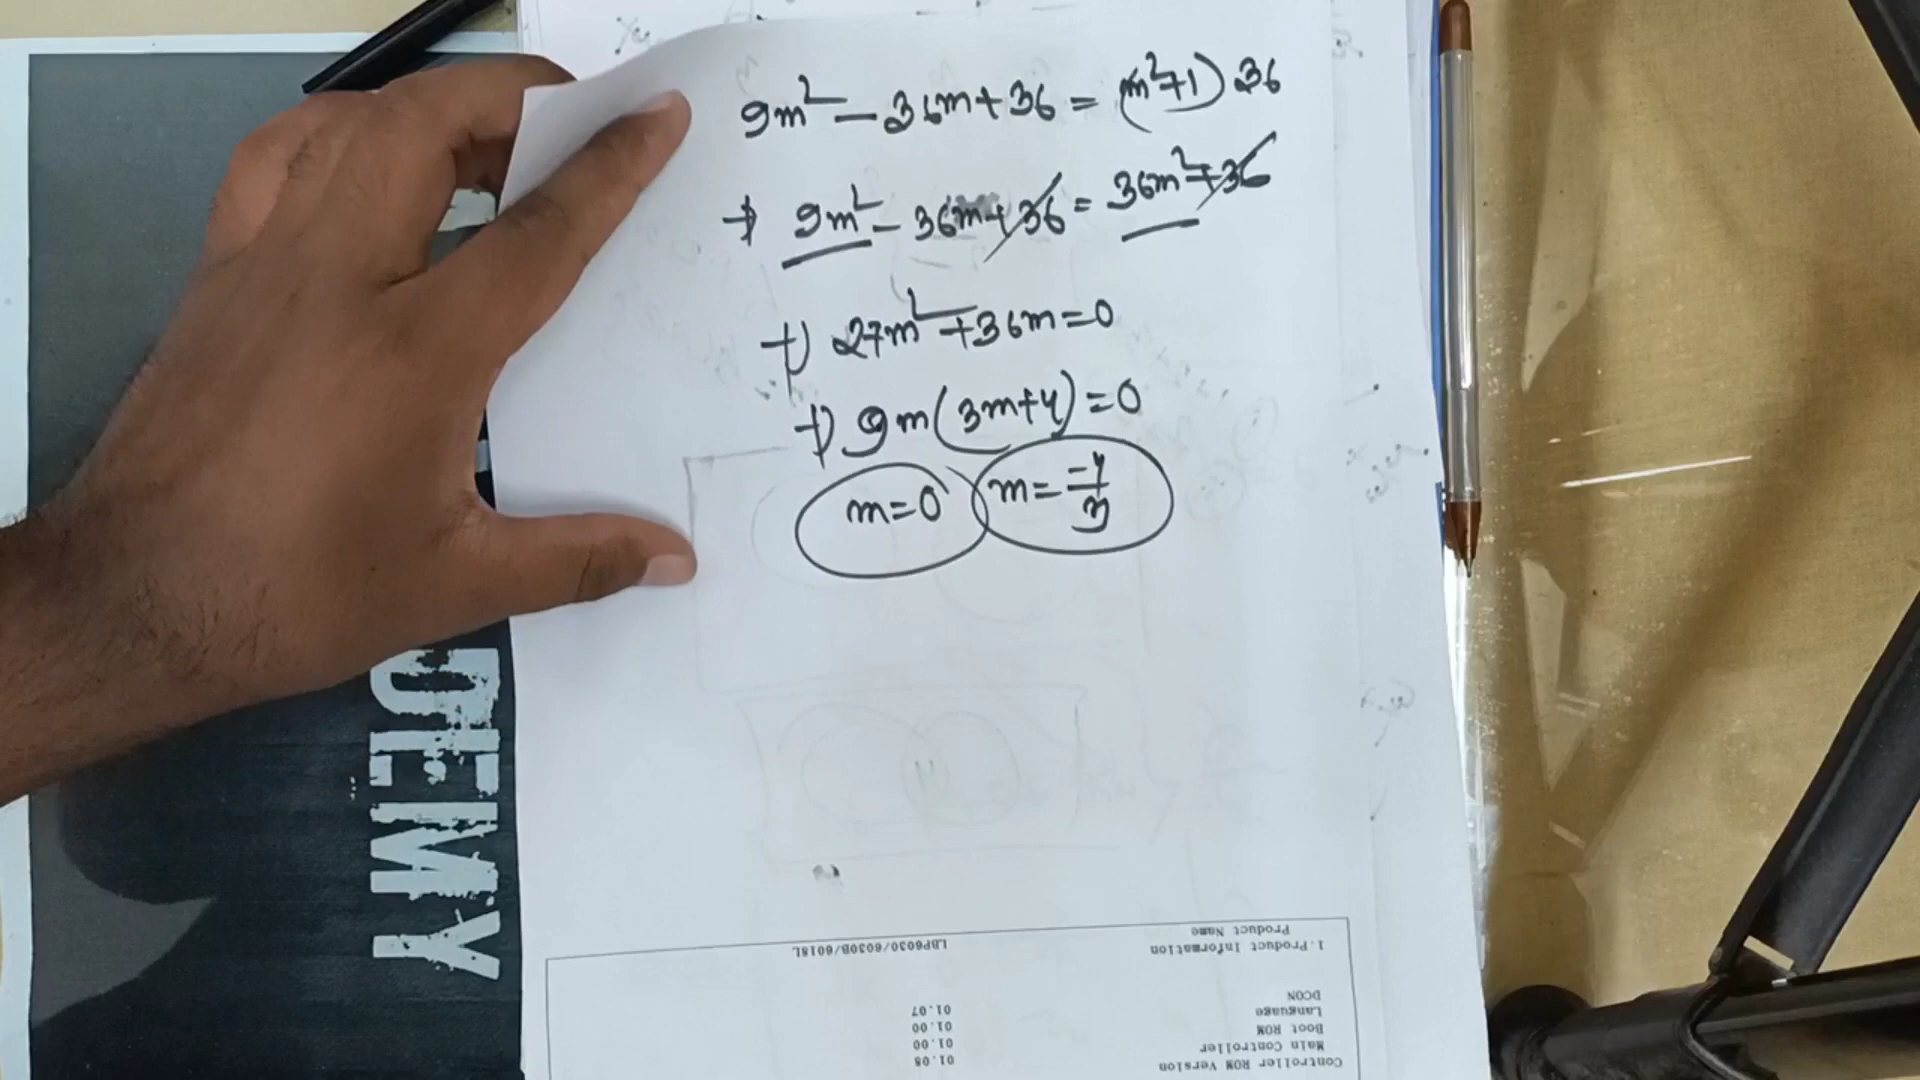 9m² - 36m + 36 = (m²+1) 36
⇒ 9m² - 36m + 36 = 36m² + 36
⇒ 27m² + 36m = 0
⇒ 9m(3m+4) = 0
m = 0 m = -4/3
DEMY
Product Name
1.Product Information LBP6030/6030B/6018L
DCON
Language 01.07
Boot ROM 01.00
Main Controller 01.00
Controller ROM Version 01.05